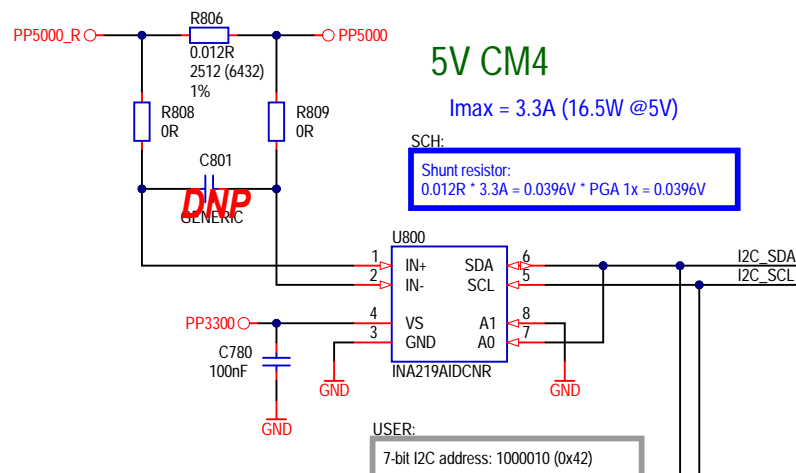 R806
PP5000_R
PP5000
0.012R
2512 (6432)
1%
5V CM4
Imax = 3.3A (16.5W @5V)
R808
0R
R809
0R
SCH:
Shunt resistor:
0.012R * 3.3A = 0.0396V * PGA 1x = 0.0396V
C801
DNP
GENERIC
U800
1 IN+ SDA 6 I2C_SDA
2 IN- SCL 5 I2C_SCL
PP3300 4 VS A1 8
3 GND A0 7
C780
100nF
INA219AIDCNR
GND
GND
GND
USER:
7-bit I2C address: 1000010 (0x42)